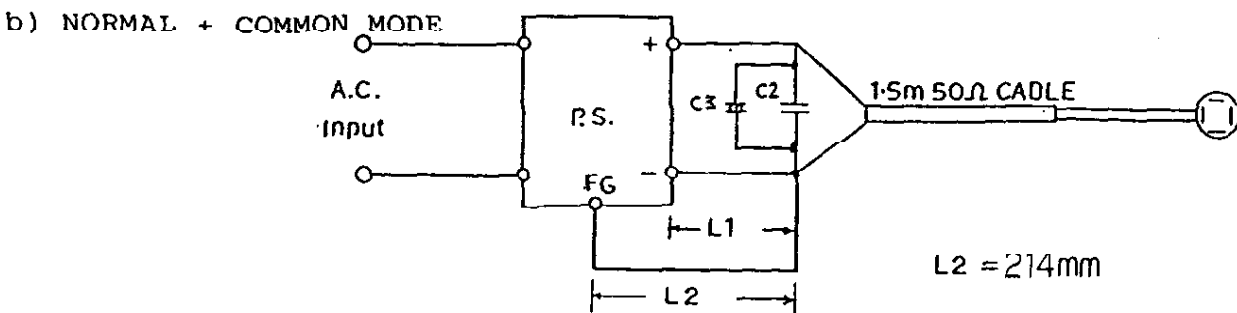 b) NORMAL + COMMON MODE
A.C.
Input
P.S.
+
-
FG
C3
C2
1.5m 50Ω CADLE
L1
L2
L2 = 214mm